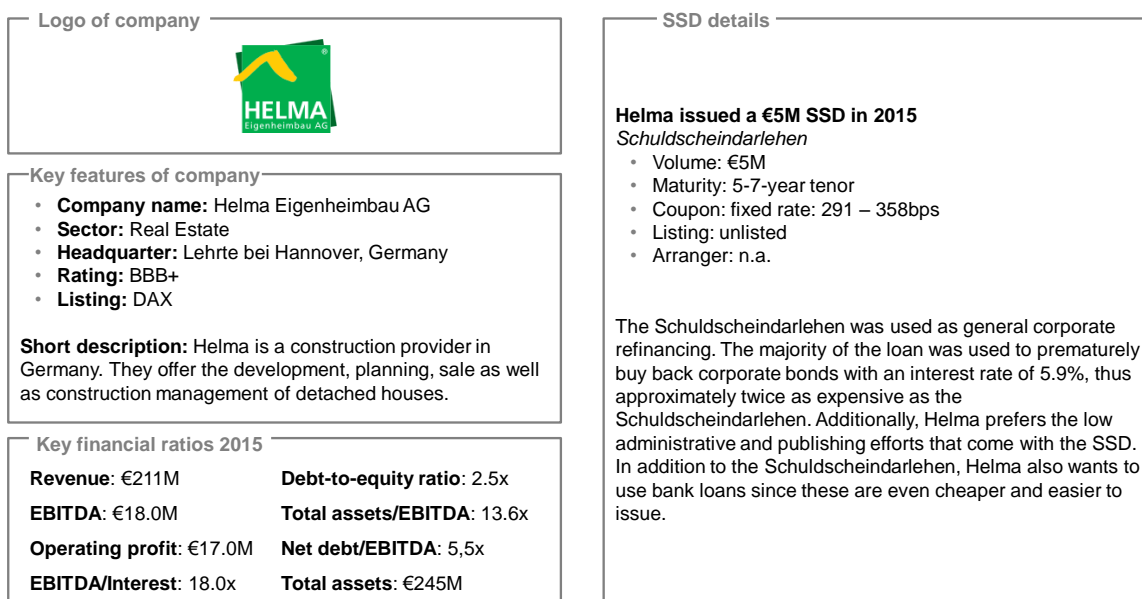 Logo of company
HELMA
Eigenheimbau AG
®
Key features of company
• Company name: Helma Eigenheimbau AG
• Sector: Real Estate
• Headquarter: Lehrte bei Hannover, Germany
• Rating: BBB+
• Listing: DAX
Short description: Helma is a construction provider in
Germany. They offer the development, planning, sale as well
as construction management of detached houses.
Key financial ratios 2015
Revenue: €211M Debt-to-equity ratio: 2.5x
EBITDA: €18.0M Total assets/EBITDA: 13.6x
Operating profit: €17.0M Net debt/EBITDA: 5,5x
EBITDA/Interest: 18.0x Total assets: €245M
SSD details
Helma issued a €5M SSD in 2015
Schuldscheindarlehen
• Volume: €5M
• Maturity: 5-7-year tenor
• Coupon: fixed rate: 291 – 358bps
• Listing: unlisted
• Arranger: n.a.
The Schuldscheindarlehen was used as general corporate
refinancing. The majority of the loan was used to prematurely
buy back corporate bonds with an interest rate of 5.9%, thus
approximately twice as expensive as the
Schuldscheindarlehen. Additionally, Helma prefers the low
administrative and publishing efforts that come with the SSD.
In addition to the Schuldscheindarlehen, Helma also wants to
use bank loans since these are even cheaper and easier to
issue.